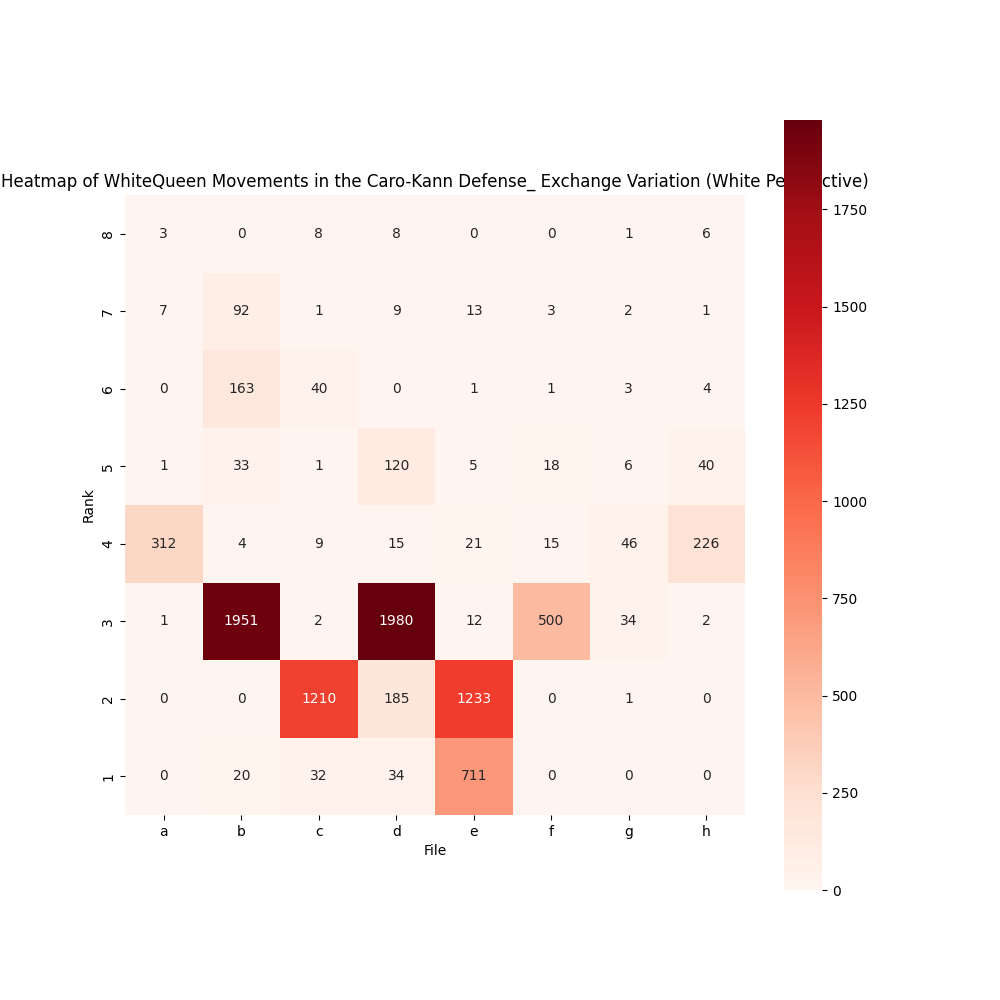 Heatmap of WhiteQueen Movements in the Caro-Kann Defense_ Exchange Variation (White Pe ctive)
8 3 0 8 8 0 0 1 6
7 7 92 1 9 13 3 2 1
6 0 163 40 0 1 1 3 4
5 1 33 1 120 5 18 6 40
4 312 4 9 15 21 15 46 226
3 1 1951 2 1980 12 500 34 2
2 0 0 1210 185 1233 0 1 0
1 0 20 32 34 711 0 0 0
a b c d e f g h
Rank
File
1750
1500
1250
1000
750
500
250
0